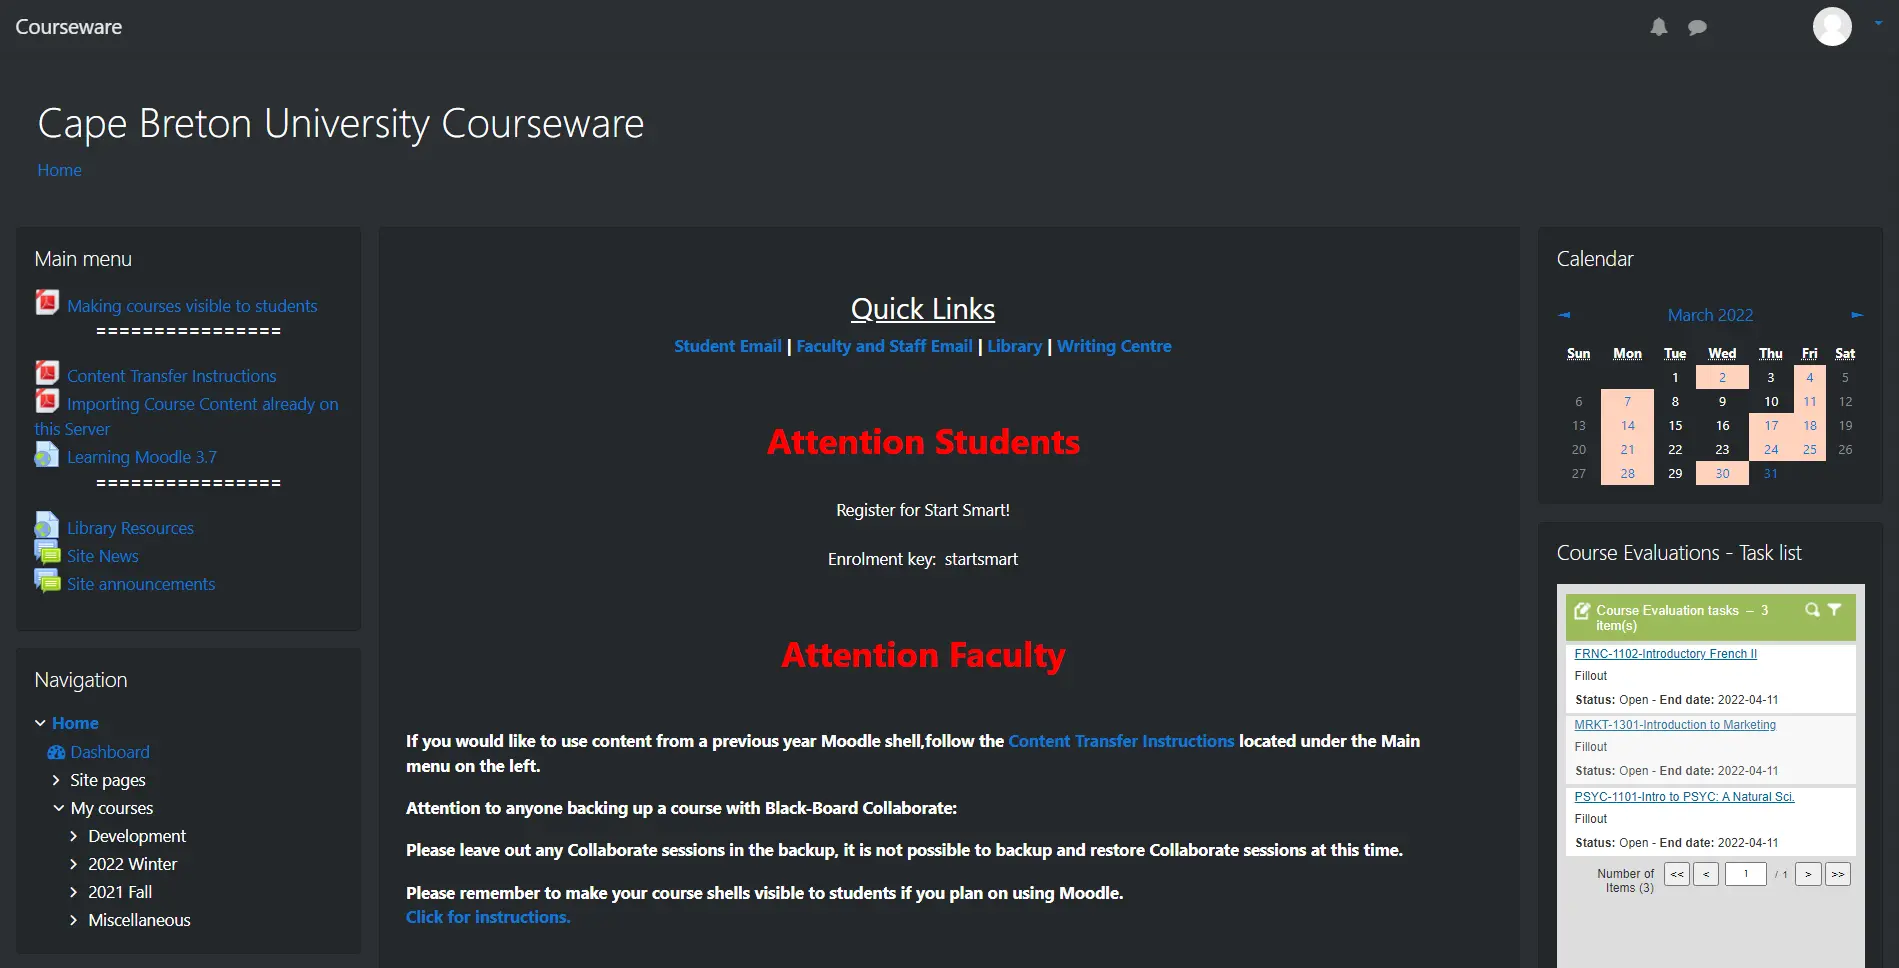 Courseware
Cape Breton University Courseware
Home
Main menu
Making courses visible to students
================
Content Transfer Instructions
Importing Course Content already on
this Server
Learning Moodle 3.7
================
Library Resources
Site News
Site announcements
Navigation
Home
Dashboard
Site pages
My courses
Development
2022 Winter
2021 Fall
Miscellaneous
Quick Links
Student Email | Faculty and Staff Email | Library | Writing Centre
Attention Students
Register for Start Smart!
Enrolment key: startsmart
Attention Faculty
If you would like to use content from a previous year Moodle shell,follow the Content Transfer Instructions located under the Main
menu on the left.
Attention to anyone backing up a course with Black-Board Collaborate:
Please leave out any Collaborate sessions in the backup, it is not possible to backup and restore Collaborate sessions at this time.
Please remember to make your course shells visible to students if you plan on using Moodle.
Click for instructions.
Calendar
◄ March 2022 ►
Sun Mon Tue Wed Thu Fri Sat
1 2 3 4 5
6 7 8 9 10 11 12
13 14 15 16 17 18 19
20 21 22 23 24 25 26
27 28 29 30 31
Course Evaluations - Task list
Course Evaluation tasks – 3
item(s)
FRNC-1102-Introductory French II
Fillout
Status: Open - End date: 2022-04-11
MRKT-1301-Introduction to Marketing
Fillout
Status: Open - End date: 2022-04-11
PSYC-1101-Intro to PSYC: A Natural Sci.
Fillout
Status: Open - End date: 2022-04-11
Number of
Items (3)
<< < 1 / 1 > >>